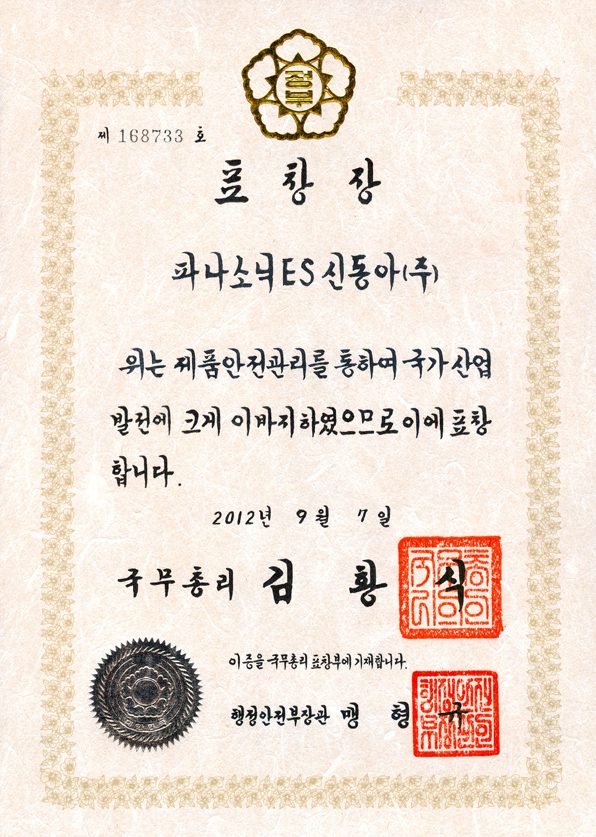 정부
제 168733 호
표 창 장
파나소닉ES신동아(주)
위는 제품안전관리를 통하여 국가산업
발전에 크게 이바지하였으므로 이에 표창
합니다.
2012년 9월 7일
국무총리 김 황 식
이 증을 국무총리 표창부에 기재합니다.
행정안전부장관 맹 형 규